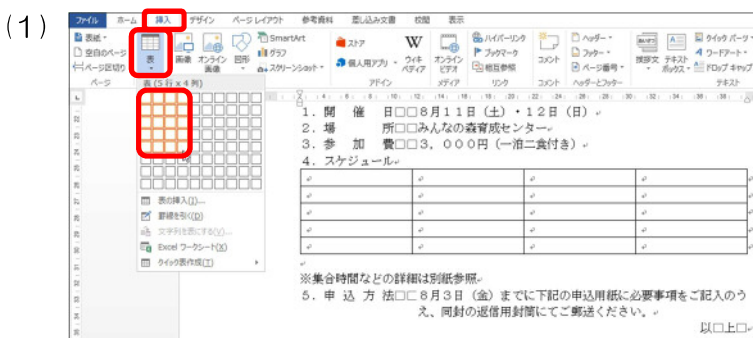 (1)
ファイル ホーム 挿入 デザイン ページ レイアウト 参考資料 差し込み文書 校閲 表示
表紙
空白のページ
ページ区切り
ページ
表
画像
オンライン画像
図形
SmartArt
グラフ
スクリーンショット
ストア
個人用アプリ
アドイン
W
ウィキペディア
オンラインビデオ
メディア
ハイパーリンク
ブックマーク
相互参照
リンク
コメント
コメント
ヘッダー
フッター
ページ番号
ヘッダーとフッター
挨拶文
テキストボックス
クイック パーツ
ワードアート
ドロップ キャップ
テキスト
表 (5 行 x 4 列)
表の挿入(I)...
罫線を引く(D)
文字列を表にする(V)...
Excel ワークシート(X)
クイック表作成(T)
1. 開 催 日□□8月11日(土)・12日(日)
2. 場 所□□みんなの森育成センター
3. 参 加 費□□3,000円(一泊二食付き)
4. スケジュール
※集合時間などの詳細は別紙参照
5. 申 込 方 法□□8月3日(金)までに下記の申込用紙に必要事項をご記入のう
え、同封の返信用封筒にてご郵送ください。
以□上□